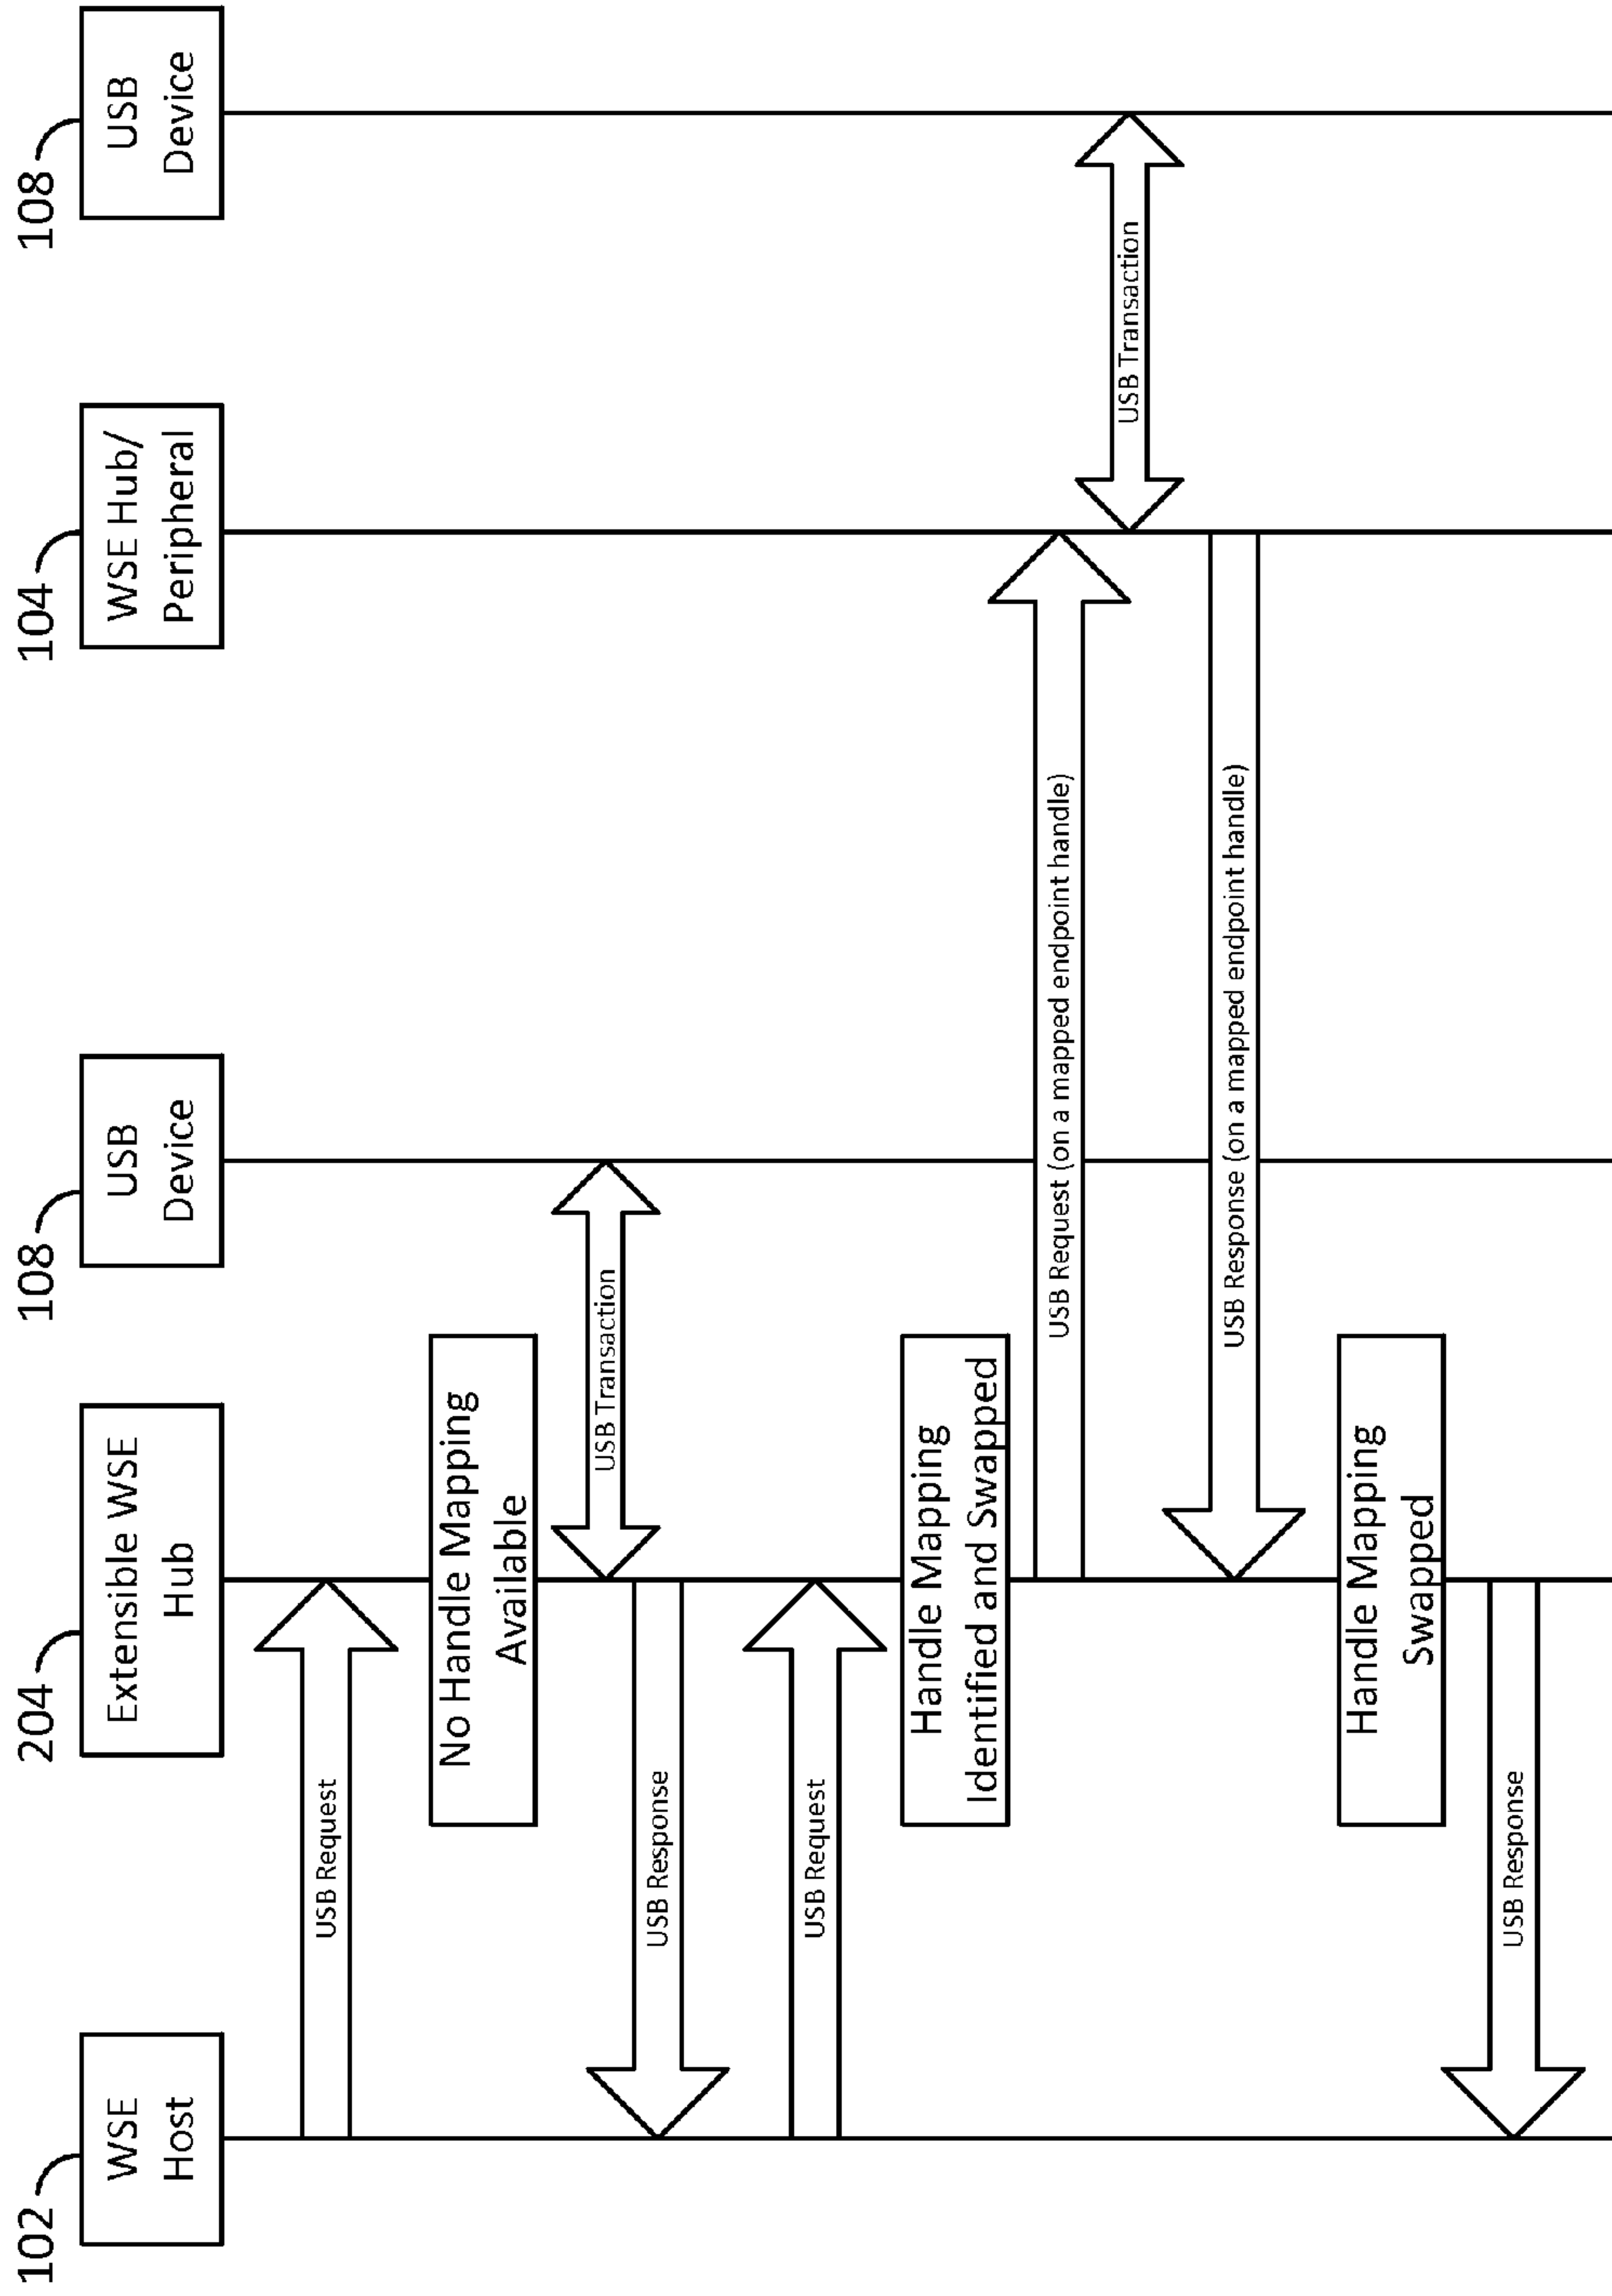 102
WSE
Host
204
Extensible WSE
Hub
108
USB
Device
104
WSE Hub/
Peripheral
108
USB
Device
USB Request
No Handle Mapping
Available
USB Transaction
USB Response
USB Request
Handle Mapping
Identified and Swapped
USB Request (on a mapped endpoint handle)
USB Transaction
USB Response (on a mapped endpoint handle)
Handle Mapping
Swapped
USB Response